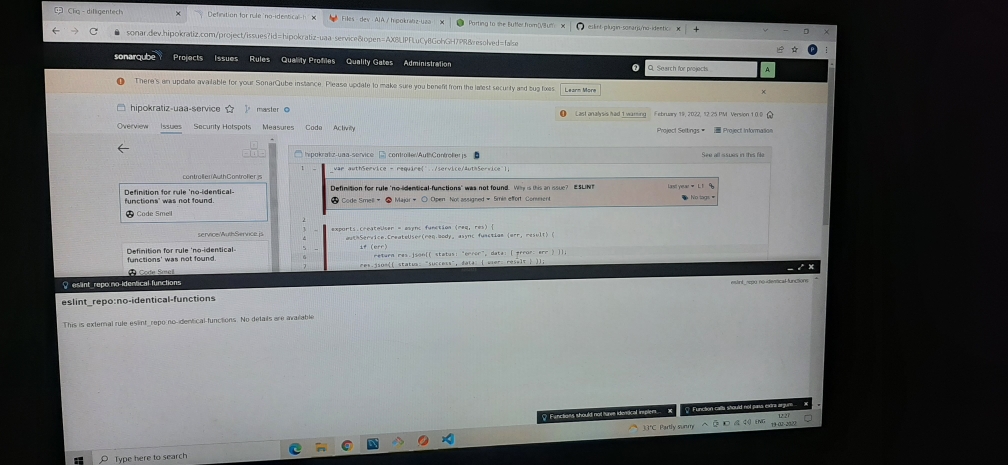 Cliq - dilligentech
Definition for rule 'no-identical-f
Files · dev · AJA / hipokratiz-uaa
Porting to the Buffer.from()/Buff
eslint-plugin-sonarjs/no-identic
sonar.dev.hipokratiz.com/project/issues?id=hipokratiz-uaa
sonarqube Projects Issues Rules Quality Profiles Quality Gates Administration
Search for projects...
A
There's an update available for your SonarQube instance. Please update to make sure you benefit from the latest security and bug fixes.
Learn More
hipokratiz-uaa-service
master
Last analysis had 1 warning February 19, 2022, 12:25 PM Version 1.0.0
Overview Issues Security Hotspots Measures Code Activity
Project Settings Project Information
hipokratiz-uaa-service controller/AuthController.js
See all issues in this file
controller/AuthController.js
Definition for rule 'no-identical-
functions' was not found.
Code Smell
service/AuthService.js
Definition for rule 'no-identical-
functions' was not found.
Code Smell
1 var authService = require(
Definition for rule 'no-identical-functions' was not found. Why is this an issue? ESLINT
last year L1
Code Smell Major Open Not assigned 5min effort Comment
No tags
2
3 exports.createUser = async function (req, res) {
4 authService.CreateUser(req.body, async function (err, result) {
5 if (err)
6 return res.json({ status: "error", data: { error: err } });
7 res.json({ status: "success", data: { user: result } });
eslint_repo:no-identical-functions
eslint_repo:no-identical-functions
eslint_repo:no-identical-functions
This is external rule eslint_repo:no-identical-functions. No details are available.
Functions should not have identical implem...
Function calls should not pass extra argum...
Type here to search
33°C Partly sunny
ENG
12:27
19-02-2022